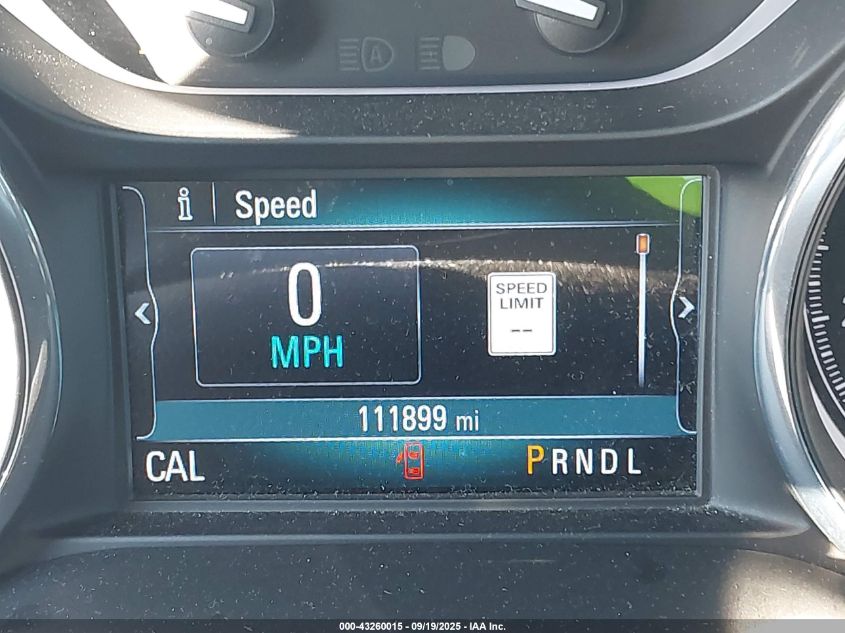 i Speed
0
MPH
SPEED
LIMIT
--
111899 mi
CAL PRNDL
000-43260015 - 09/19/2025 - IAA Inc.